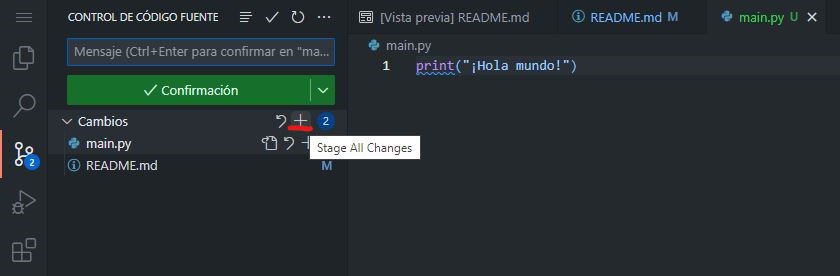 CONTROL DE CÓDIGO FUENTE
Mensaje (Ctrl+Enter para confirmar en "ma...
Confirmación
Cambios 2
main.py
Stage All Changes
README.md M
2
[Vista previa] README.md
README.md M
main.py U
main.py
1 print("¡Hola mundo!")